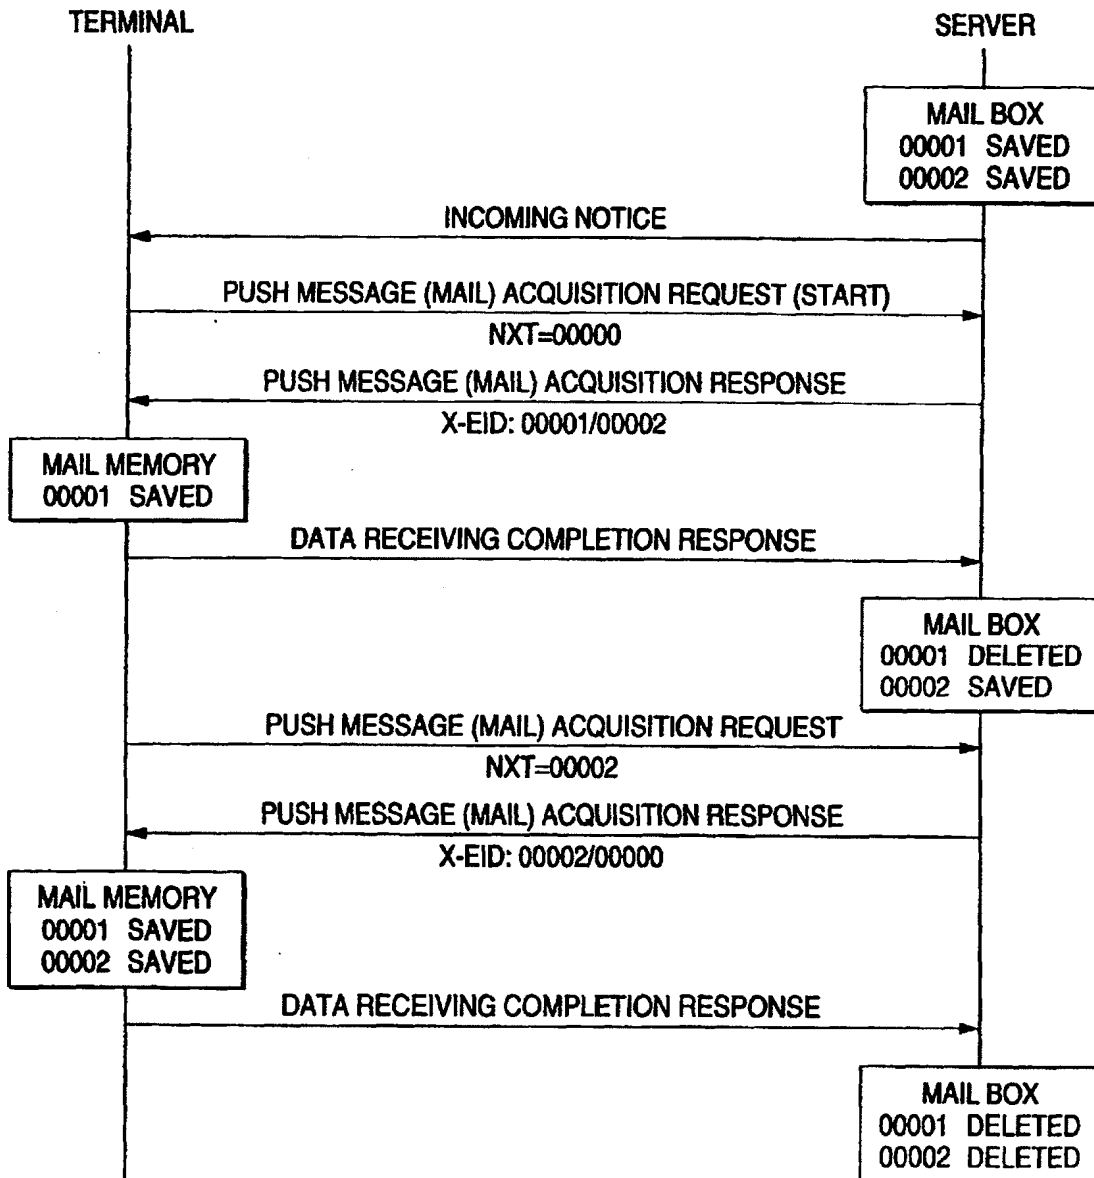 TERMINAL
SERVER
MAIL BOX
00001 SAVED
00002 SAVED
INCOMING NOTICE
PUSH MESSAGE (MAIL) ACQUISITION REQUEST (START)
NXT=00000
PUSH MESSAGE (MAIL) ACQUISITION RESPONSE
X-EID: 00001/00002
MAIL MEMORY
00001 SAVED
DATA RECEIVING COMPLETION RESPONSE
MAIL BOX
00001 DELETED
00002 SAVED
PUSH MESSAGE (MAIL) ACQUISITION REQUEST
NXT=00002
PUSH MESSAGE (MAIL) ACQUISITION RESPONSE
X-EID: 00002/00000
MAIL MEMORY
00001 SAVED
00002 SAVED
DATA RECEIVING COMPLETION RESPONSE
MAIL BOX
00001 DELETED
00002 DELETED